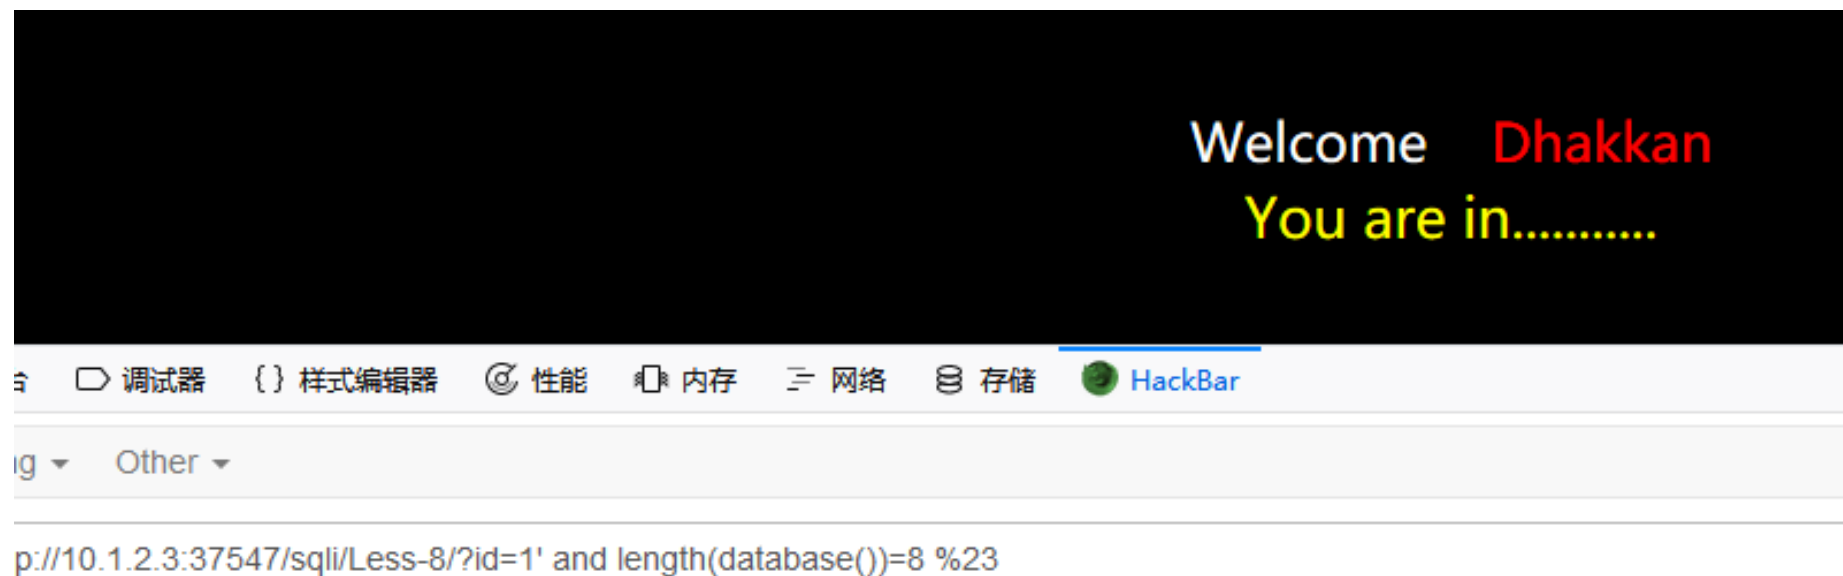 Welcome Dhakkan
You are in...........
调试器 {} 样式编辑器 性能 内存 网络 存储 HackBar
Other
p://10.1.2.3:37547/sqli/Less-8/?id=1' and length(database())=8 %23